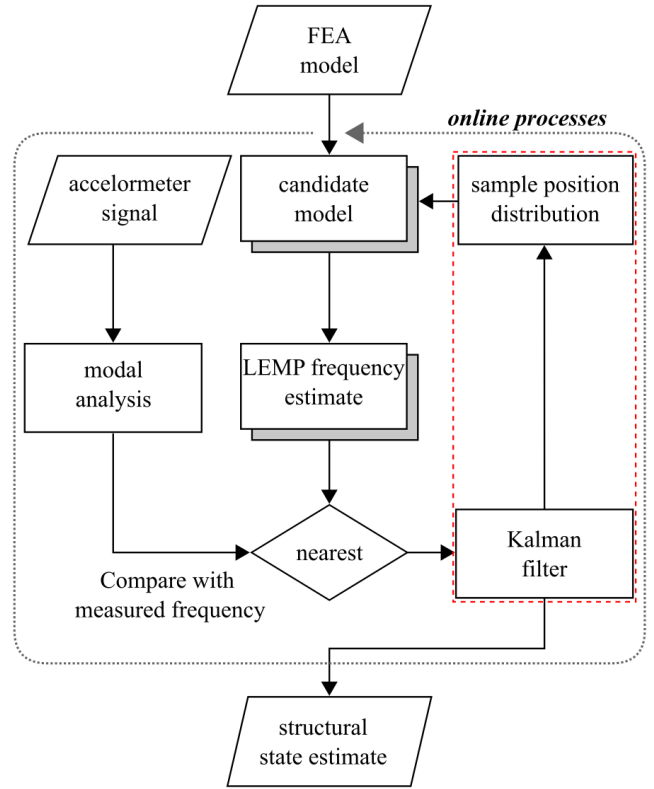 FEA
model
online processes
accelormeter
signal
candidate
model
sample position
distribution
modal
analysis
LEMP frequency
estimate
nearest
Kalman
filter
Compare with
measured frequency
structural
state estimate